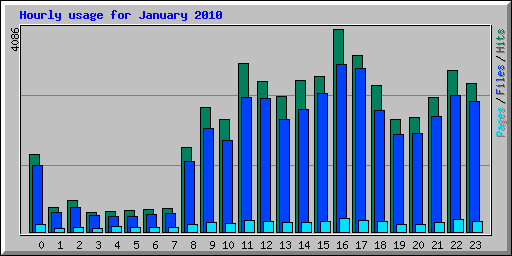 Hourly usage for January 2010
4086
Pages/Files/Hits
0 1 2 3 4 5 6 7 8 9 10 11 12 13 14 15 16 17 18 19 20 21 22 23